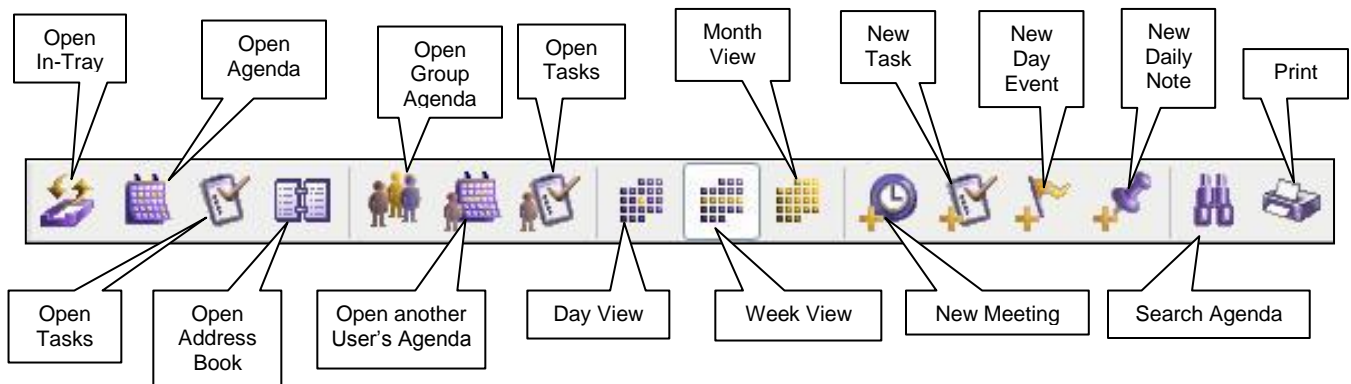 Open
In-Tray
Open
Agenda
Open
Group
Agenda
Open
Tasks
Month
View
New
Task
New
Day
Event
New
Daily
Note
Print
Open
Tasks
Open
Address
Book
Open another
User's Agenda
Day View
Week View
New Meeting
Search Agenda